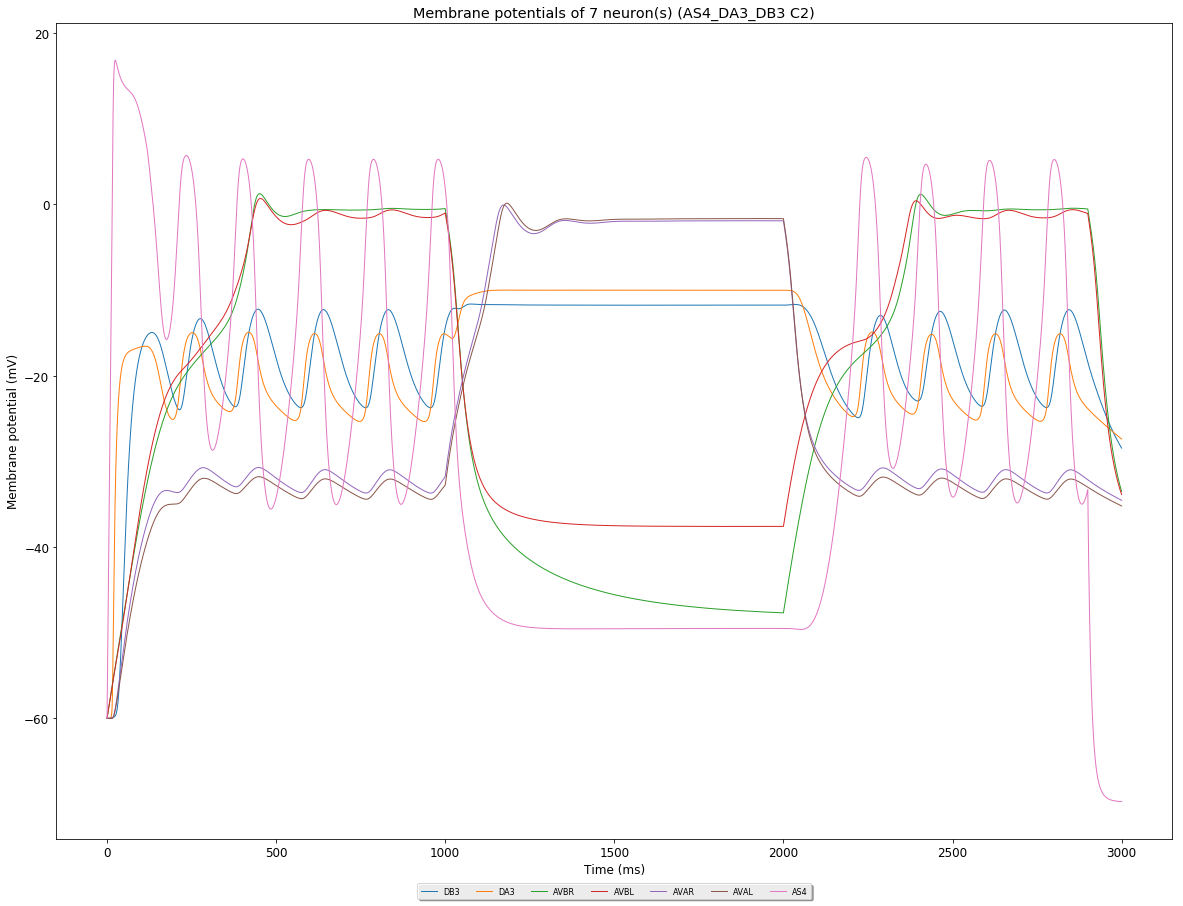 Membrane potentials of 7 neuron(s) (AS4_DA3_DB3 C2)
20
0
−20
−40
−60
Membrane potential (mV)
0 500 1000 1500 2000 2500 3000
Time (ms)
DB3 DA3 AVBR AVBL AVAR AVAL AS4